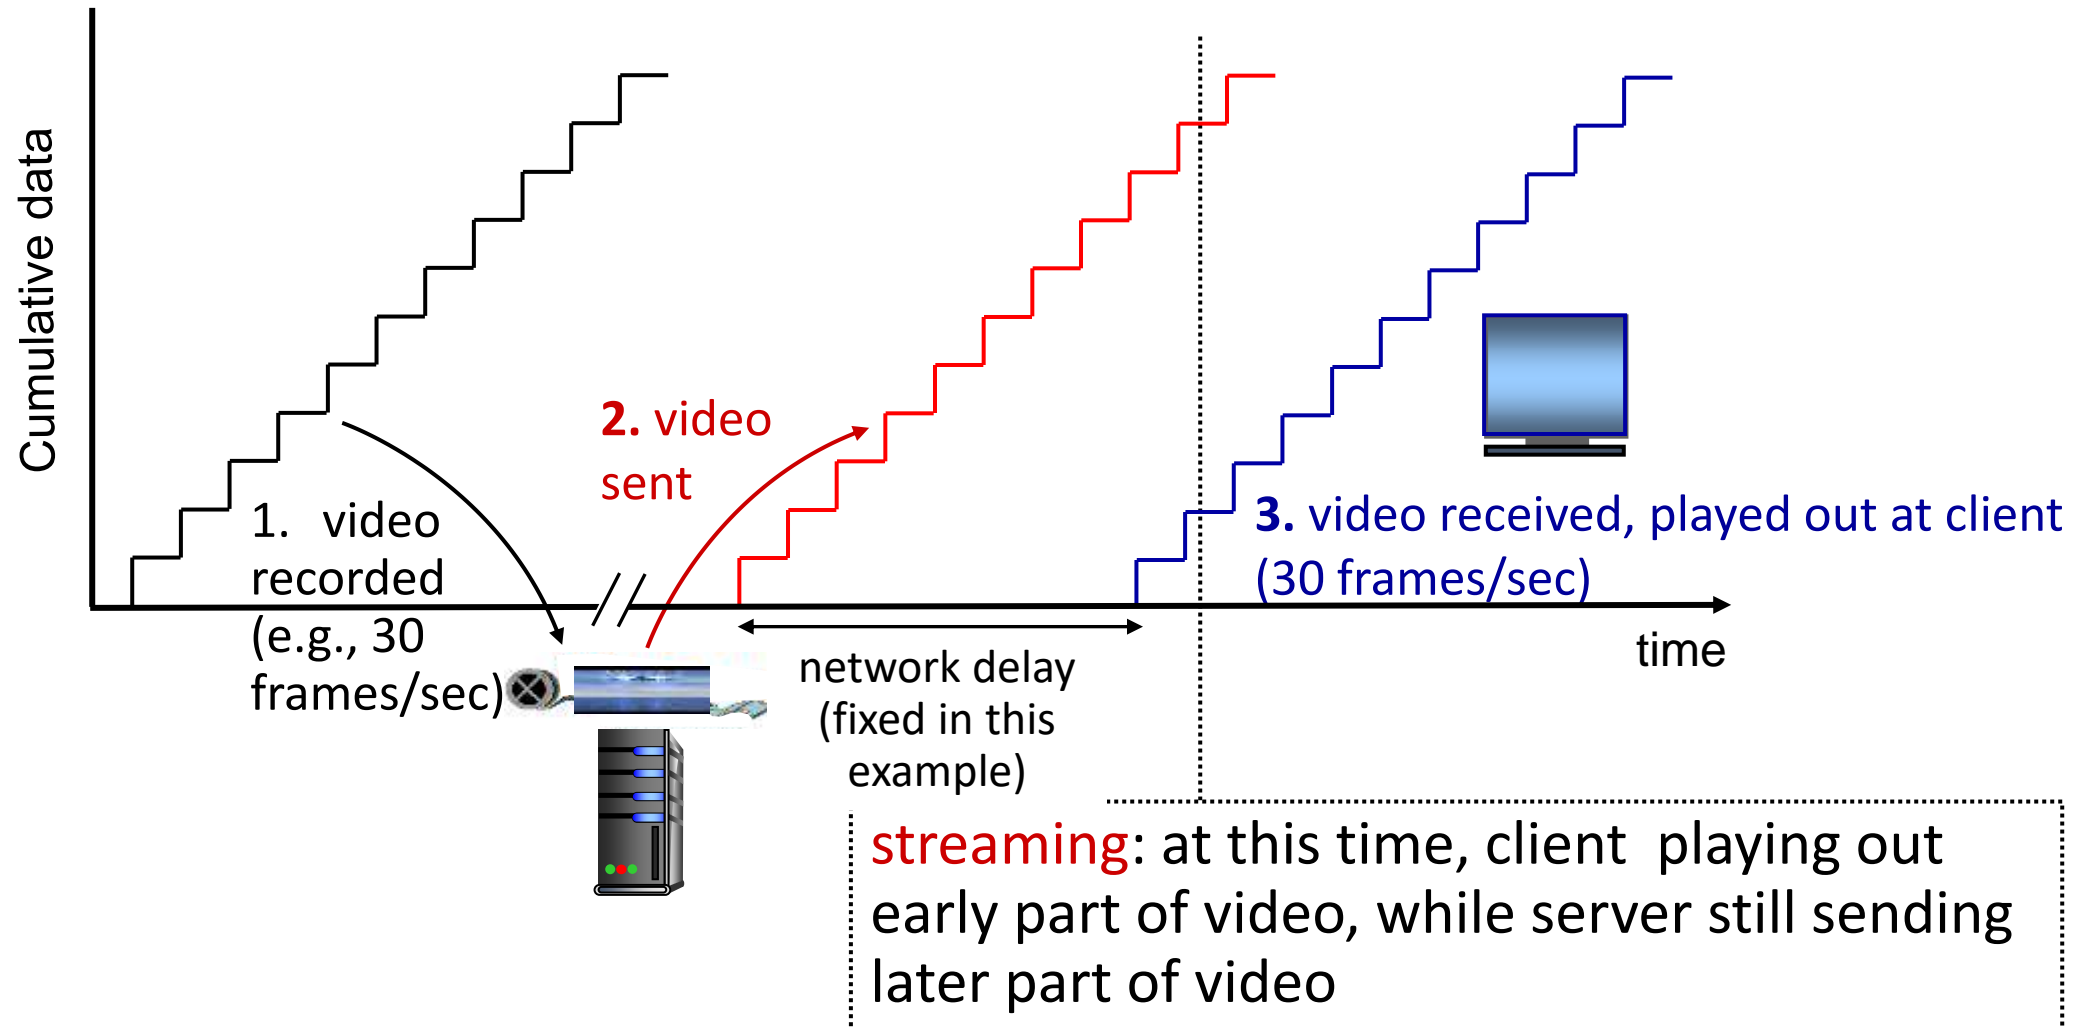 Cumulative data
1. video
recorded
(e.g., 30
frames/sec)
2. video
sent
3. video received, played out at client
(30 frames/sec)
time
network delay
(fixed in this
example)
streaming: at this time, client playing out
early part of video, while server still sending
later part of video